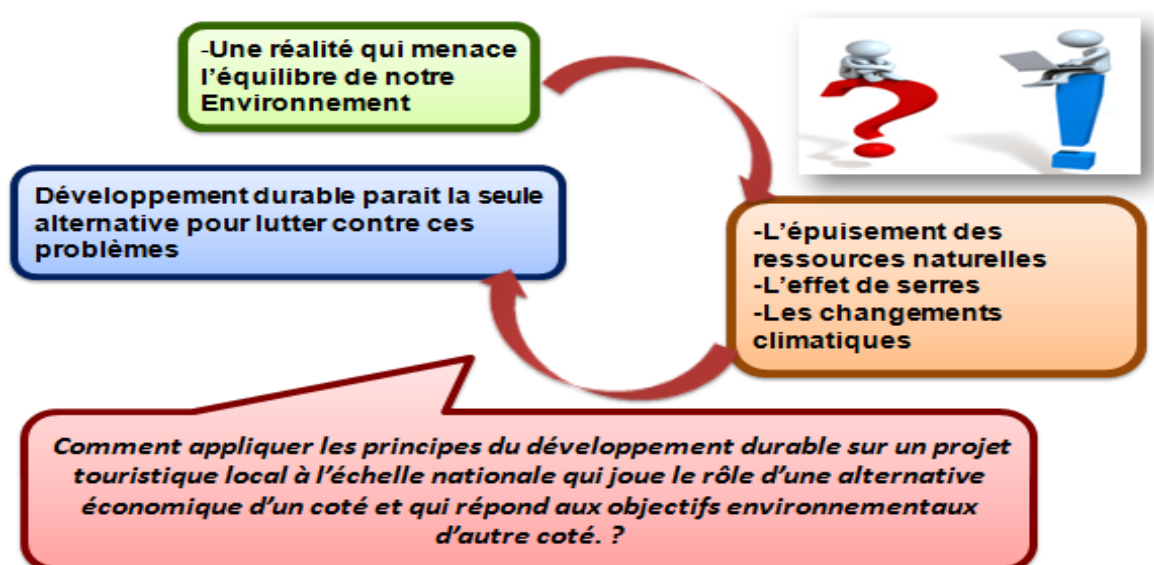 -Une réalité qui menace
l'équilibre de notre
Environnement
Développement durable parait la seule
alternative pour lutter contre ces
problèmes
-L'épuisement des
ressources naturelles
-L'effet de serres
-Les changements
climatiques
Comment appliquer les principes du développement durable sur un projet
touristique local à l'échelle nationale qui joue le rôle d'une alternative
économique d'un coté et qui répond aux objectifs environnementaux
d'autre coté. ?